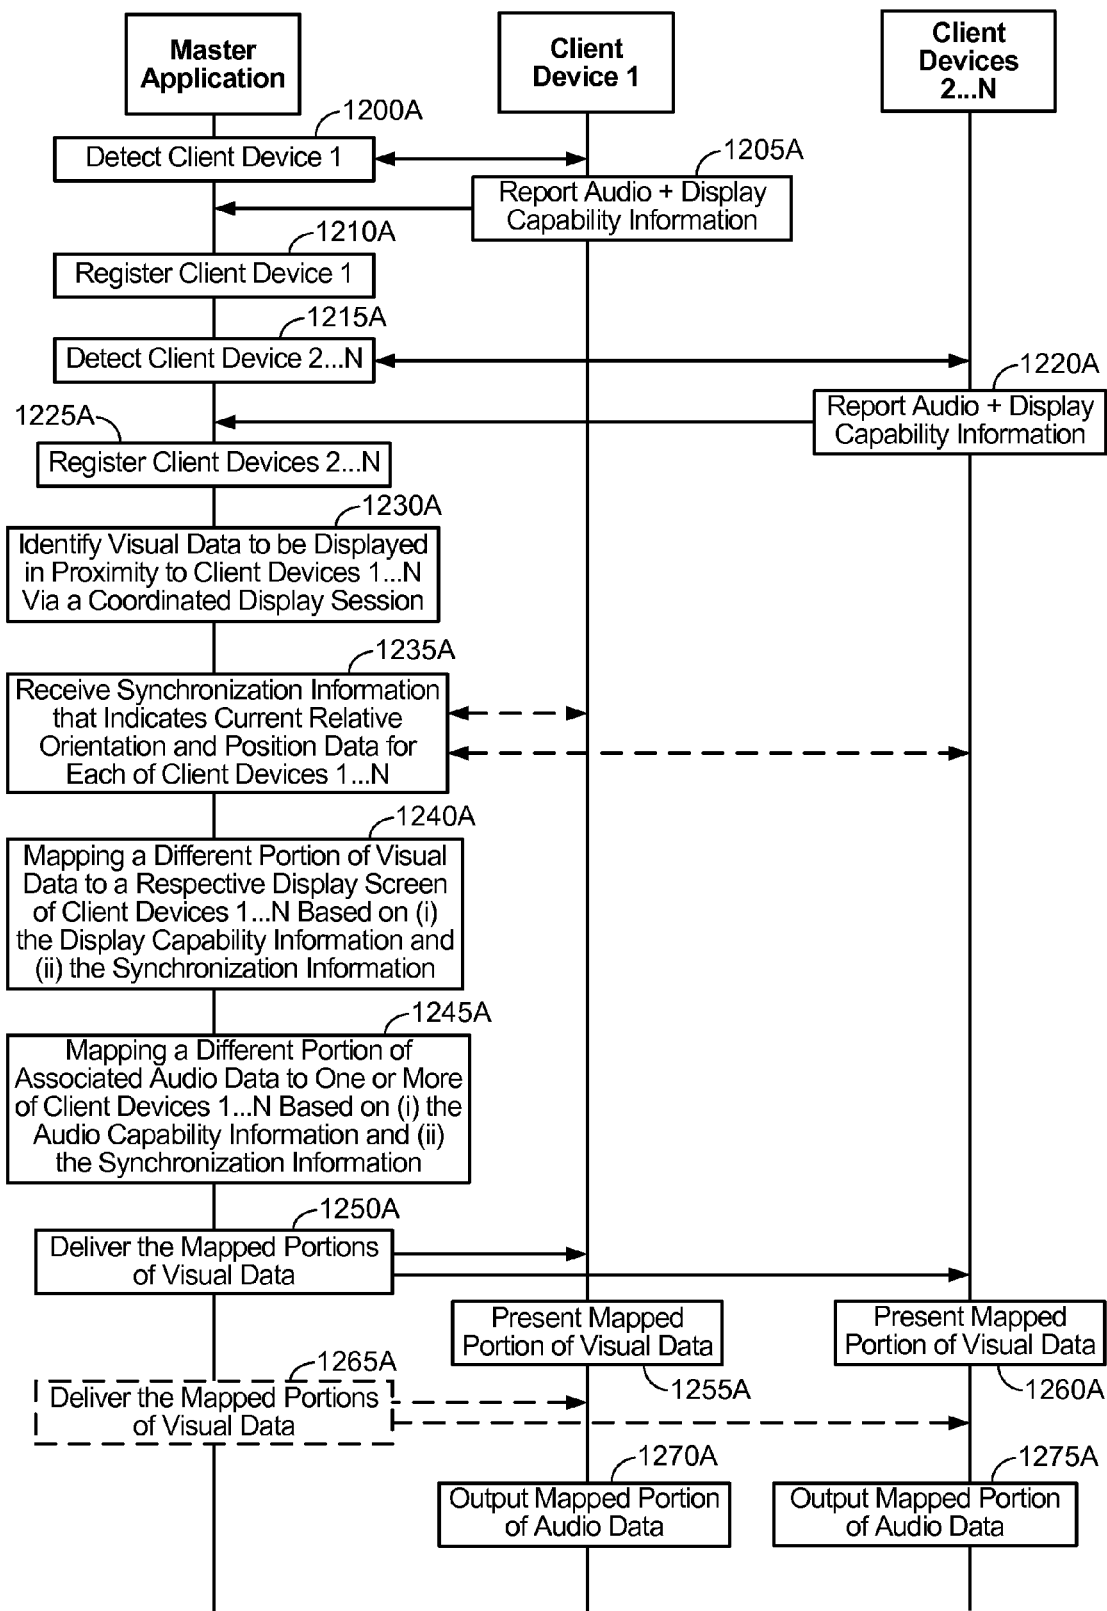 Master
Application
Client
Device 1
Client
Devices
2...N
1200A
Detect Client Device 1
1205A
Report Audio + Display
Capability Information
1210A
Register Client Device 1
1215A
Detect Client Device 2...N
1220A
Report Audio + Display
Capability Information
1225A
Register Client Devices 2...N
1230A
Identify Visual Data to be Displayed
in Proximity to Client Devices 1...N
Via a Coordinated Display Session
1235A
Receive Synchronization Information
that Indicates Current Relative
Orientation and Position Data for
Each of Client Devices 1...N
1240A
Mapping a Different Portion of Visual
Data to a Respective Display Screen
of Client Devices 1...N Based on (i)
the Display Capability Information and
(ii) the Synchronization Information
1245A
Mapping a Different Portion of
Associated Audio Data to One or More
of Client Devices 1...N Based on (i) the
Audio Capability Information and (ii)
the Synchronization Information
1250A
Deliver the Mapped Portions
of Visual Data
Present Mapped
Portion of Visual Data
1255A
Present Mapped
Portion of Visual Data
1260A
1265A
Deliver the Mapped Portions
of Visual Data
1270A
Output Mapped Portion
of Audio Data
1275A
Output Mapped Portion
of Audio Data